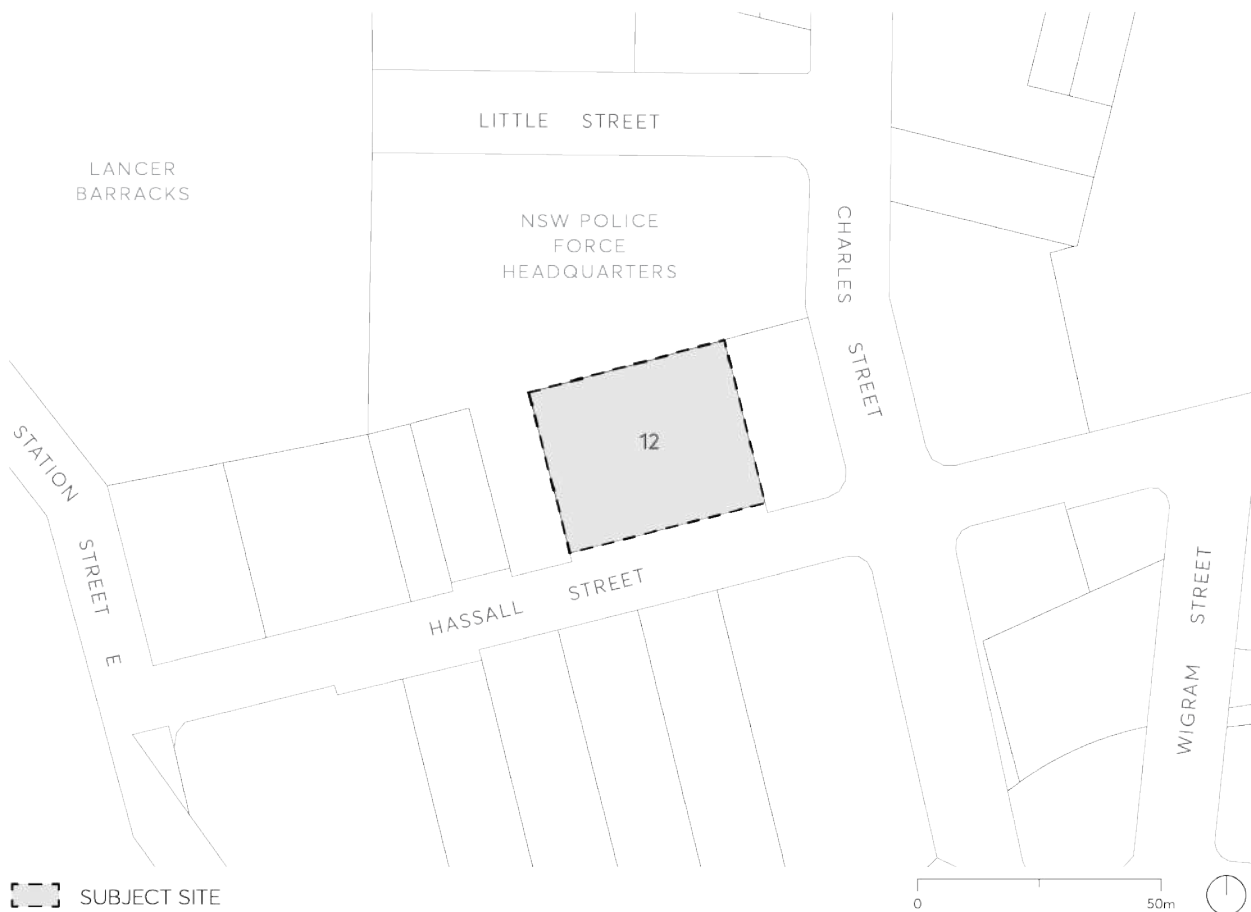 LITTLE STREET
LANCER
BARRACKS
NSW POLICE
FORCE
HEADQUARTERS
CHARLES STREET
12
STATION STREET E
HASSALL STREET
WIGRAM STREET
SUBJECT SITE
0 50m